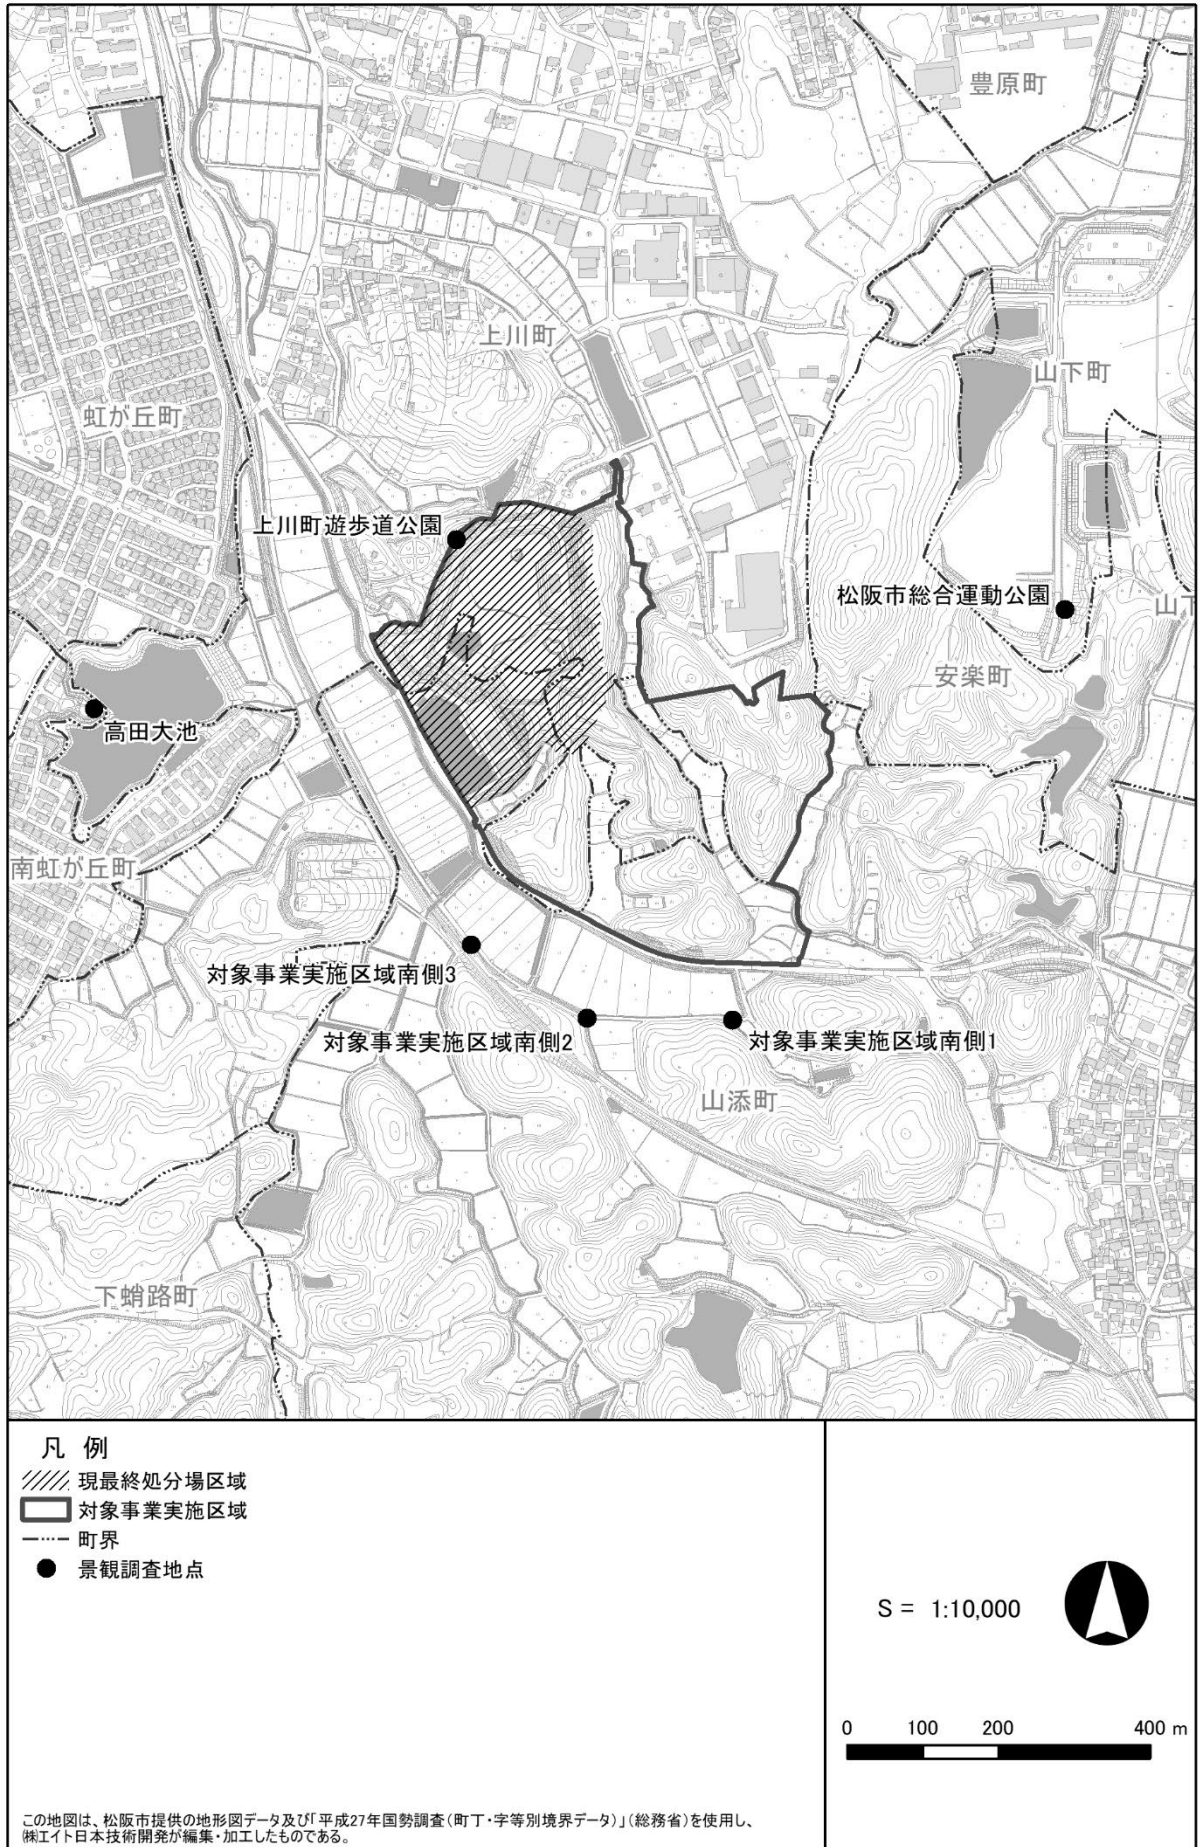 豊原町
上川町
山下町
虹が丘町
上川町遊歩道公園
松阪市総合運動公園
山下
安楽町
高田大池
南虹が丘町
対象事業実施区域南側3
対象事業実施区域南側2
対象事業実施区域南側1
山添町
下蛸路町
凡 例
現最終処分場区域
対象事業実施区域
町界
景観調査地点
S = 1:10,000
0 100 200 400 m
この地図は、松阪市提供の地形図データ及び「平成27年国勢調査(町丁・字等別境界データ)」(総務省)を使用し、
㈱エイト日本技術開発が編集・加工したものである。